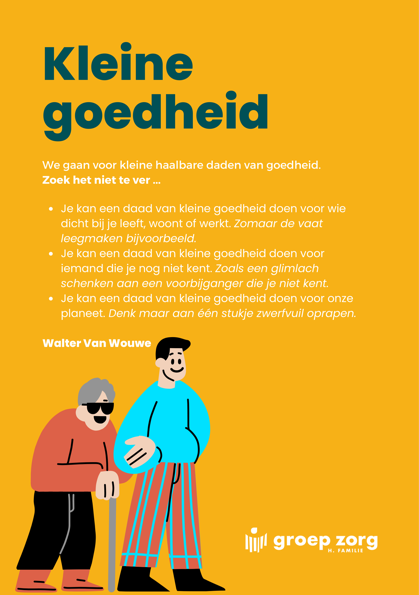 Kleine
goedheid
We gaan voor kleine haalbare daden van goedheid.
Zoek het niet te ver ...
• Je kan een daad van kleine goedheid doen voor wie
dicht bij je leeft, woont of werkt. Zomaar de vaat
leegmaken bijvoorbeeld.
• Je kan een daad van kleine goedheid doen voor
iemand die je nog niet kent. Zoals een glimlach
schenken aan een voorbijganger die je niet kent.
• Je kan een daad van kleine goedheid doen voor onze
planeet. Denk maar aan één stukje zwerfvuil oprapen.
Walter Van Wouwe
groep zorg
H. FAMILIE